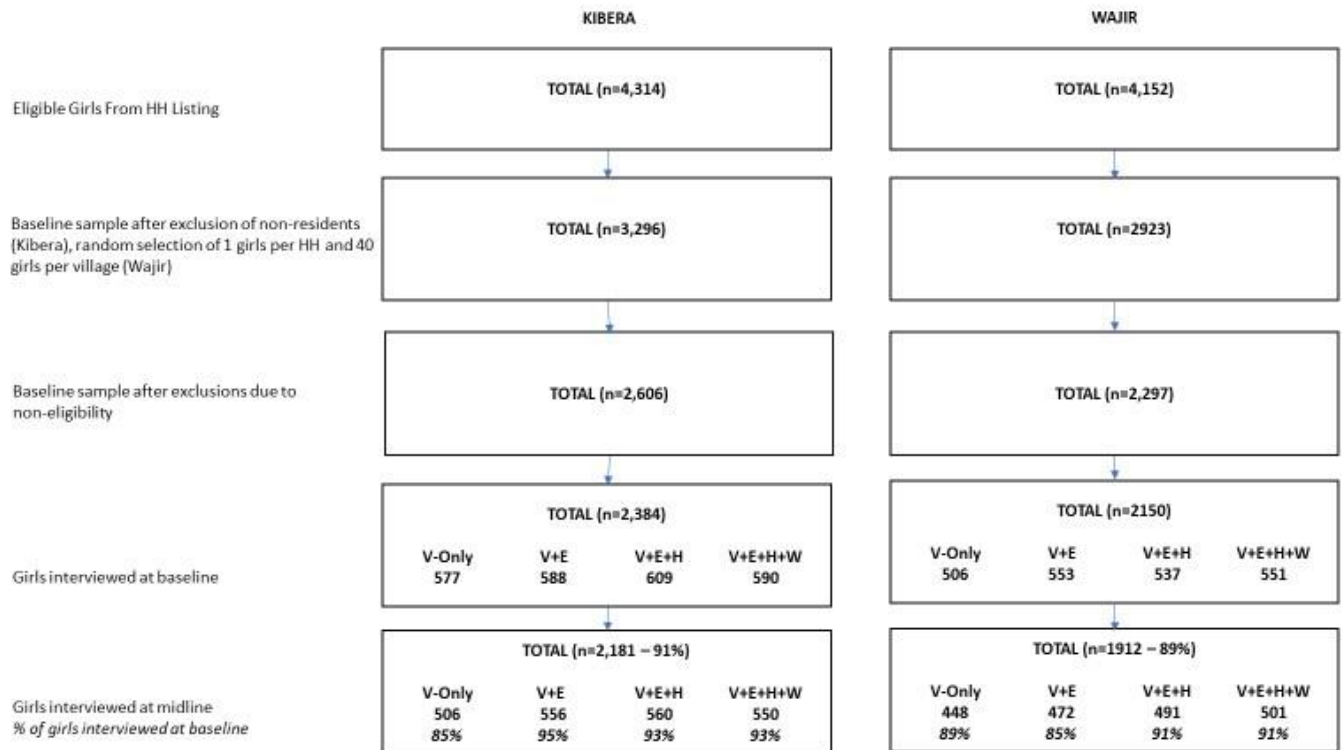 KIBERA WAJIR
Eligible Girls From HH Listing
TOTAL (n=4,314)
TOTAL (n=4,152)
Baseline sample after exclusion of non-residents
(Kibera), random selection of 1 girls per HH and 40
girls per village (Wajir)
TOTAL (n=3,296)
TOTAL (n=2923)
Baseline sample after exclusions due to
non-eligibility
TOTAL (n=2,606)
TOTAL (n=2,297)
Girls interviewed at baseline
TOTAL (n=2,384)
V-Only V+E V+E+H V+E+H+W
577 588 609 590
TOTAL (n=2150)
V-Only V+E V+E+H V+E+H+W
506 553 537 551
Girls interviewed at midline
% of girls interviewed at baseline
TOTAL (n=2,181 – 91%)
V-Only V+E V+E+H V+E+H+W
506 556 560 550
85% 95% 93% 93%
TOTAL (n=1912 – 89%)
V-Only V+E V+E+H V+E+H+W
448 472 491 501
89% 85% 91% 91%